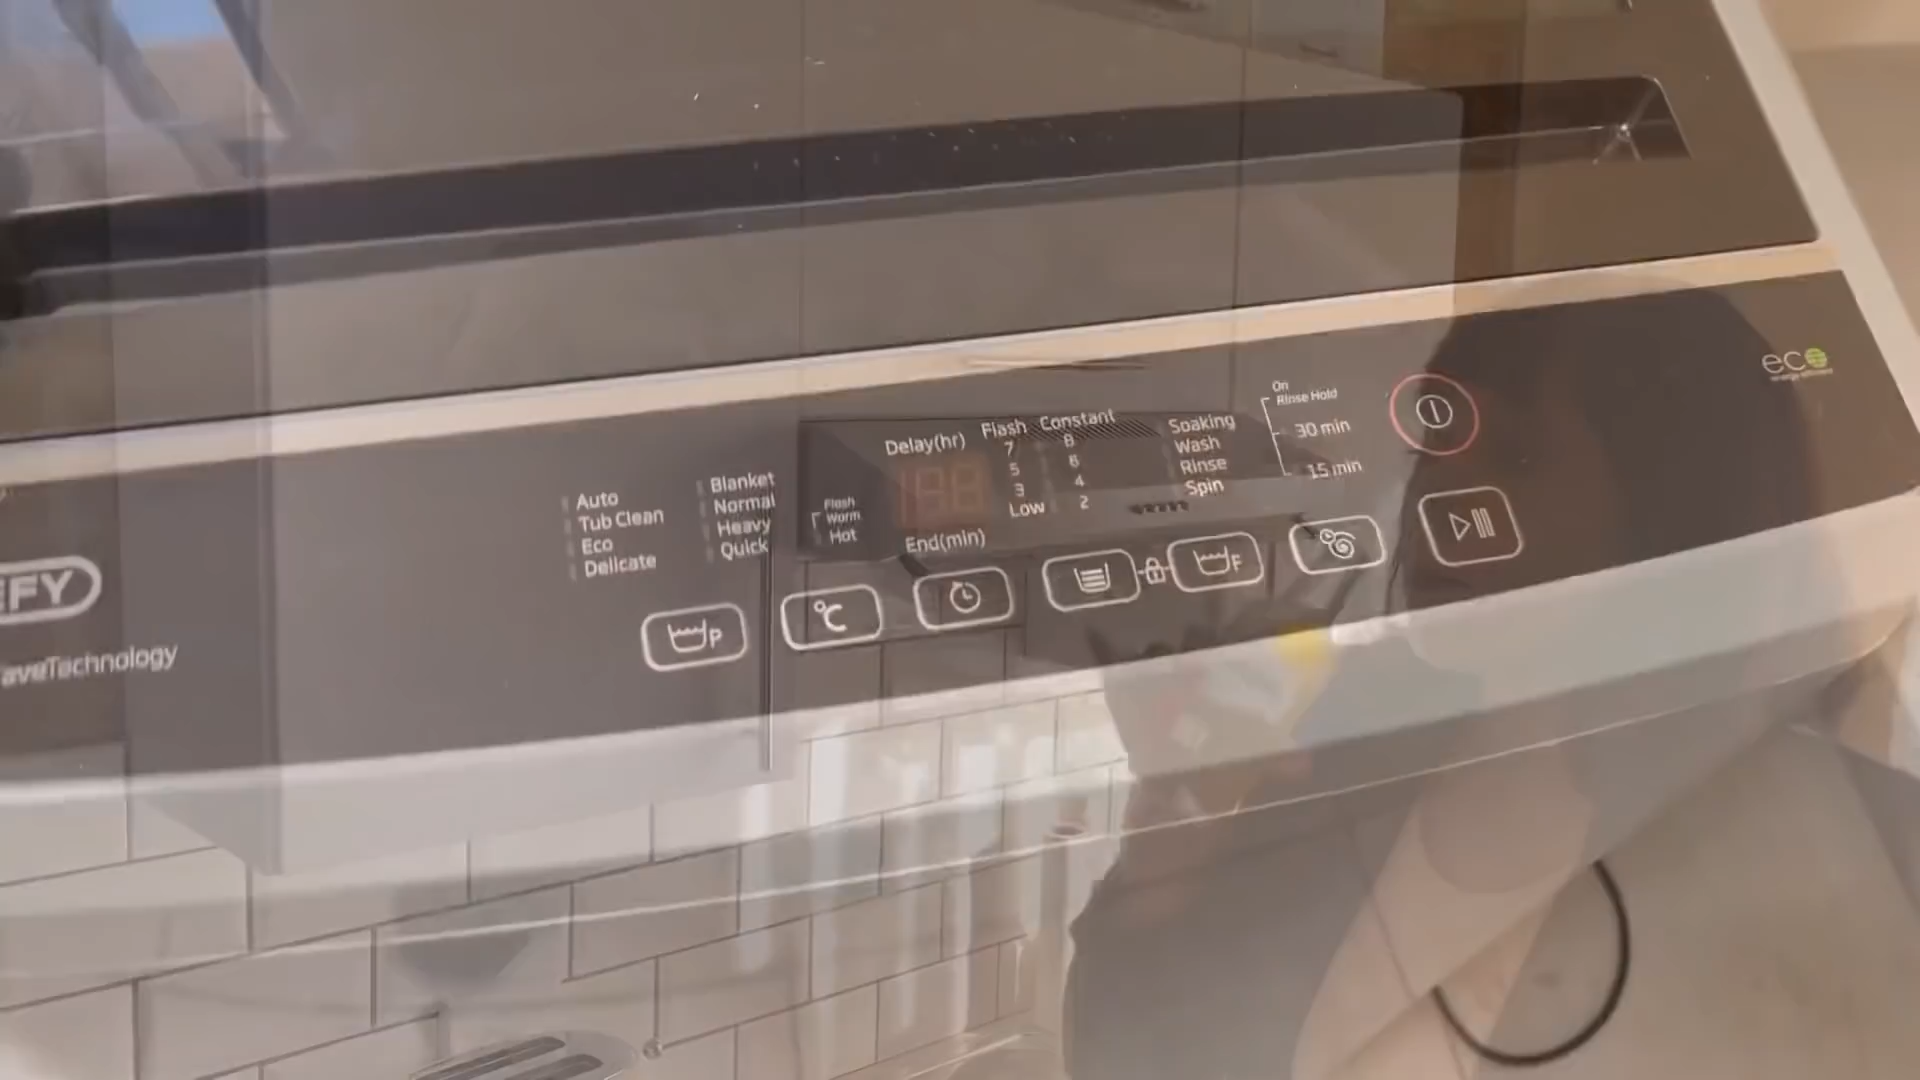 eco
On
Rinse Hold
30 min
15 min
Delay(hr)
Flash
Constant
7
8
5
6
3
4
Low
2
Soaking
Wash
Rinse
Spin
Blanket
Normal
Heavy
Quick
Auto
Tub Clean
Eco
Delicate
Flash
Warm
Hot
End(min)
°C
P
F
EFY
aveTechnology